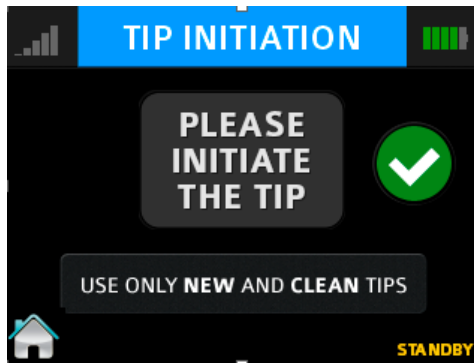 TIP INITIATION
PLEASE
INITIATE
THE TIP
USE ONLY NEW AND CLEAN TIPS
STANDBY